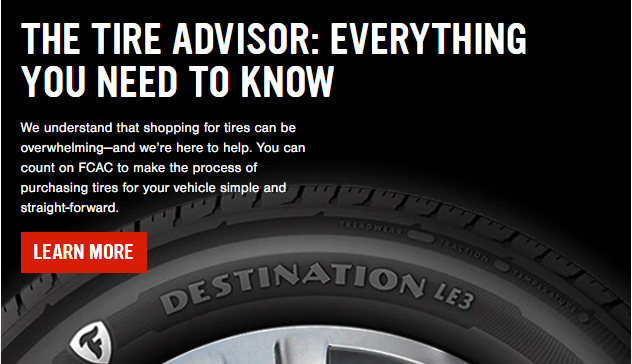 THE TIRE ADVISOR: EVERYTHING
YOU NEED TO KNOW
We understand that shopping for tires can be
overwhelming—and we're here to help. You can
count on FCAC to make the process of
purchasing tires for your vehicle simple and
straight-forward.
LEARN MORE
TREADWEAR TRACTION TEMPERATURE
DESTINATION LE3
F